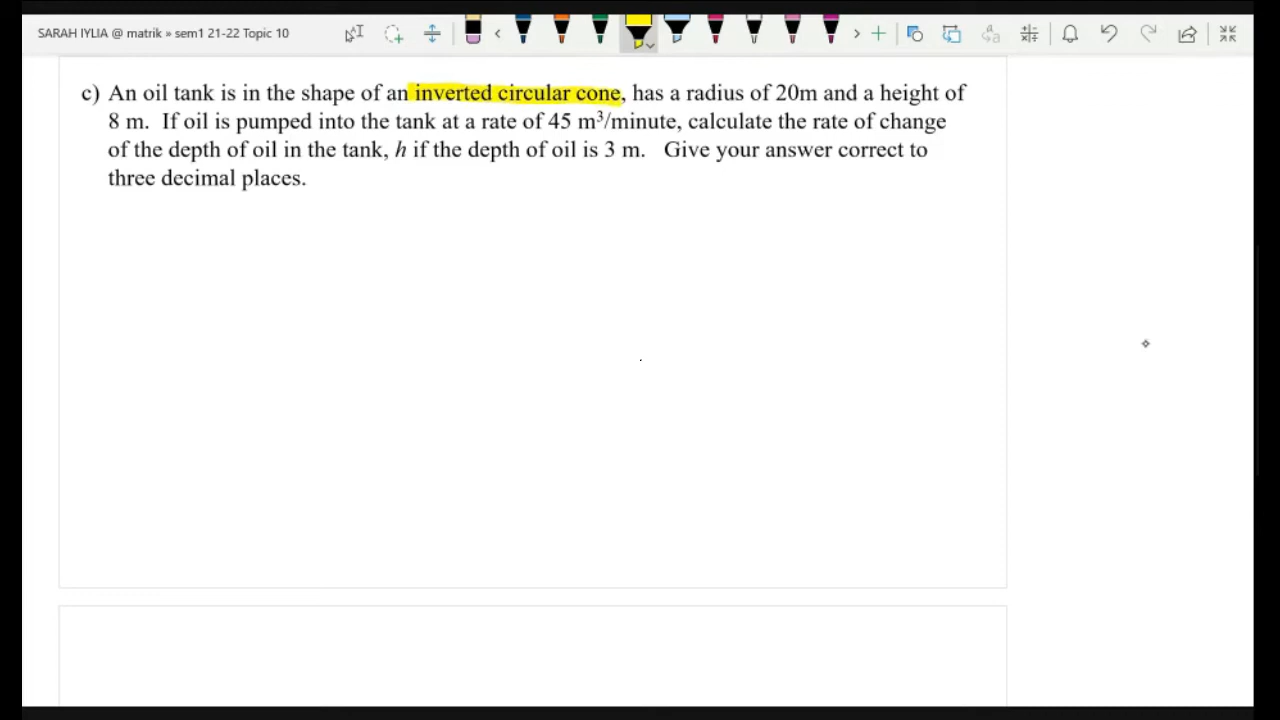 SARAH IYLIA @ matrik » sem1 21-22 Topic 10
c) An oil tank is in the shape of an inverted circular cone, has a radius of 20m and a height of
8 m. If oil is pumped into the tank at a rate of 45 m³/minute, calculate the rate of change
of the depth of oil in the tank, h if the depth of oil is 3 m. Give your answer correct to
three decimal places.